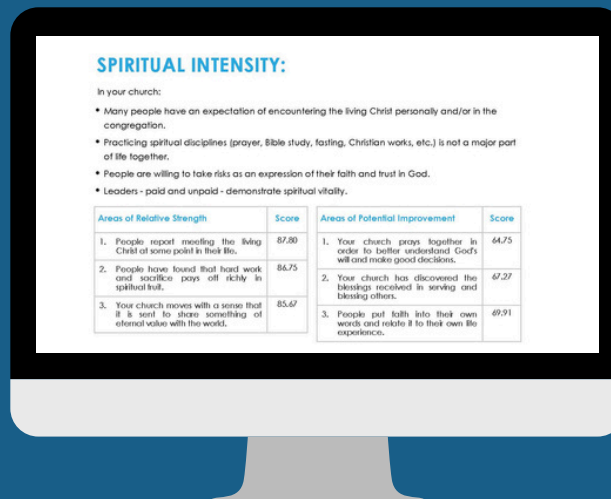 SPIRITUAL INTENSITY:
In your church:
• Many people have an expectation of encountering the living Christ personally and/or in the
congregation.
• Practicing spiritual disciplines (prayer, Bible study, fasting, Christian works, etc.) is not a major part
of life together.
• People are willing to take risks as an expression of their faith and trust in God.
• Leaders - paid and unpaid - demonstrate spiritual vitality.
Areas of Relative Strength Score
1. People report meeting the living 87.80
Christ at some point in their life.
2. People have found that hard work 86.75
and sacrifice pays off richly in
spiritual fruit.
3. Your church moves with a sense that 85.67
it is sent to share something of
eternal value with the world.
Areas of Potential Improvement Score
1. Your church prays together in 64.75
order to better understand God's
will and make good decisions.
2. Your church has discovered the 67.27
blessings received in serving and
blessing others.
3. People put faith into their own 69.91
words and relate it to their own life
experience.